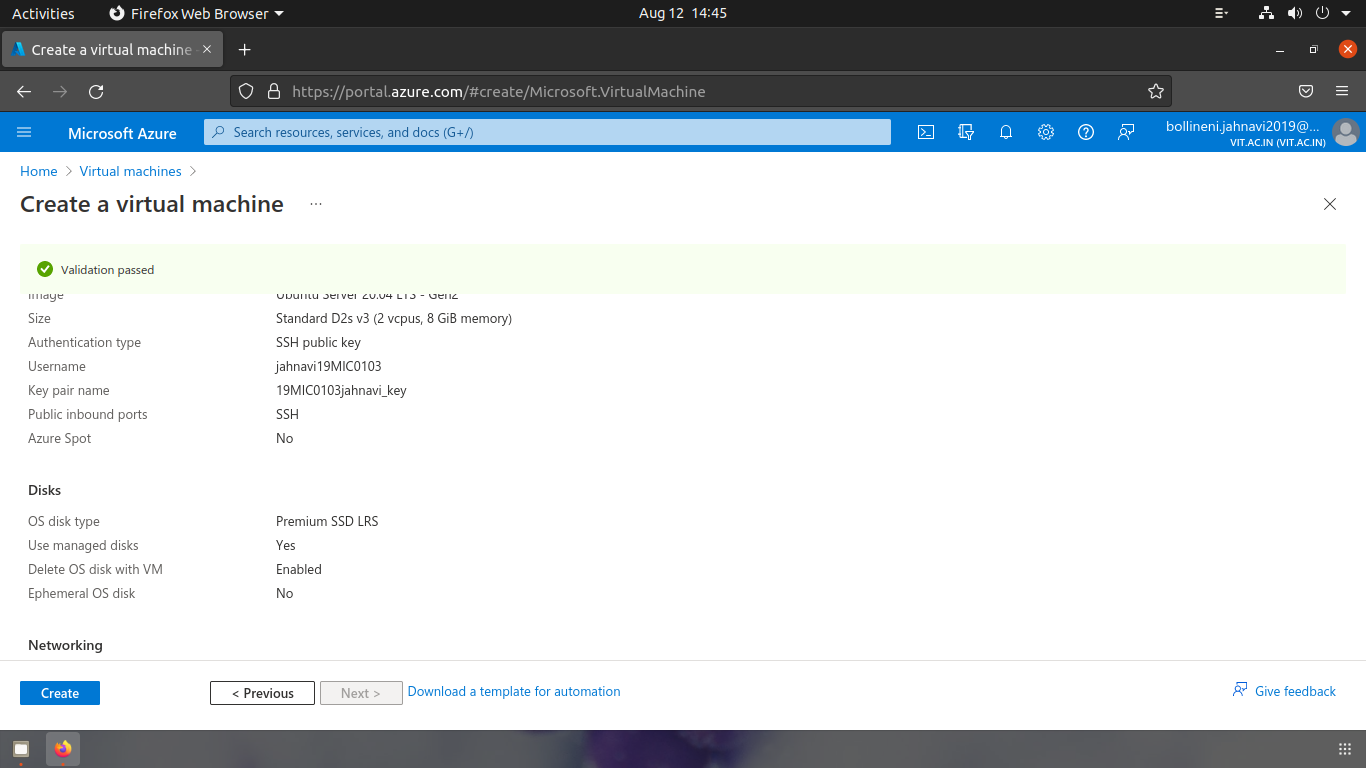 Activities Firefox Web Browser Aug 12 14:45
Create a virtual machine
https://portal.azure.com/#create/Microsoft.VirtualMachine
Microsoft Azure Search resources, services, and docs (G+/) bollineni.jahnavi2019@...
VIT.AC.IN (VIT.AC.IN)
Home > Virtual machines >
Create a virtual machine ...
Validation passed
Image Ubuntu Server 20.04 LTS - Gen2
Size Standard D2s v3 (2 vcpus, 8 GiB memory)
Authentication type SSH public key
Username jahnavi19MIC0103
Key pair name 19MIC0103jahnavi_key
Public inbound ports SSH
Azure Spot No
Disks
OS disk type Premium SSD LRS
Use managed disks Yes
Delete OS disk with VM Enabled
Ephemeral OS disk No
Networking
Create < Previous Next > Download a template for automation Give feedback